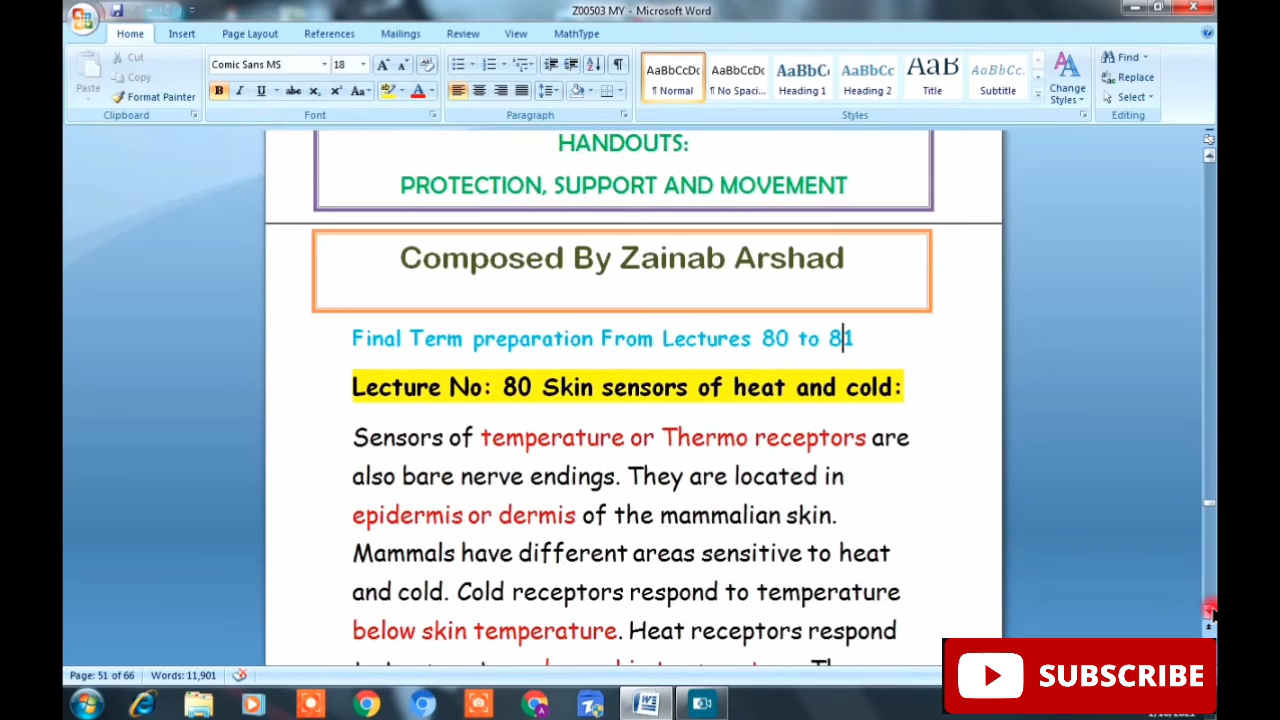 Z00503 MY - Microsoft Word
Home Insert Page Layout References Mailings Review View MathType
Cut
Copy
Paste
Format Painter
Clipboard
Comic Sans MS 18
Font
Paragraph
AaBbCcDc AaBbCcDc AaBbCc AaBbCc AaB AaBbCc.
¶ Normal ¶ No Spaci... Heading 1 Heading 2 Title Subtitle
Change Styles
Styles
Find
Replace
Select
Editing
HANDOUTS:
PROTECTION, SUPPORT AND MOVEMENT
Composed By Zainab Arshad
Final Term preparation From Lectures 80 to 81
Lecture No: 80 Skin sensors of heat and cold:
Sensors of temperature or Thermo receptors are
also bare nerve endings. They are located in
epidermis or dermis of the mammalian skin.
Mammals have different areas sensitive to heat
and cold. Cold receptors respond to temperature
below skin temperature. Heat receptors respond
SUBSCRIBE
Page: 51 of 66 Words: 11,901